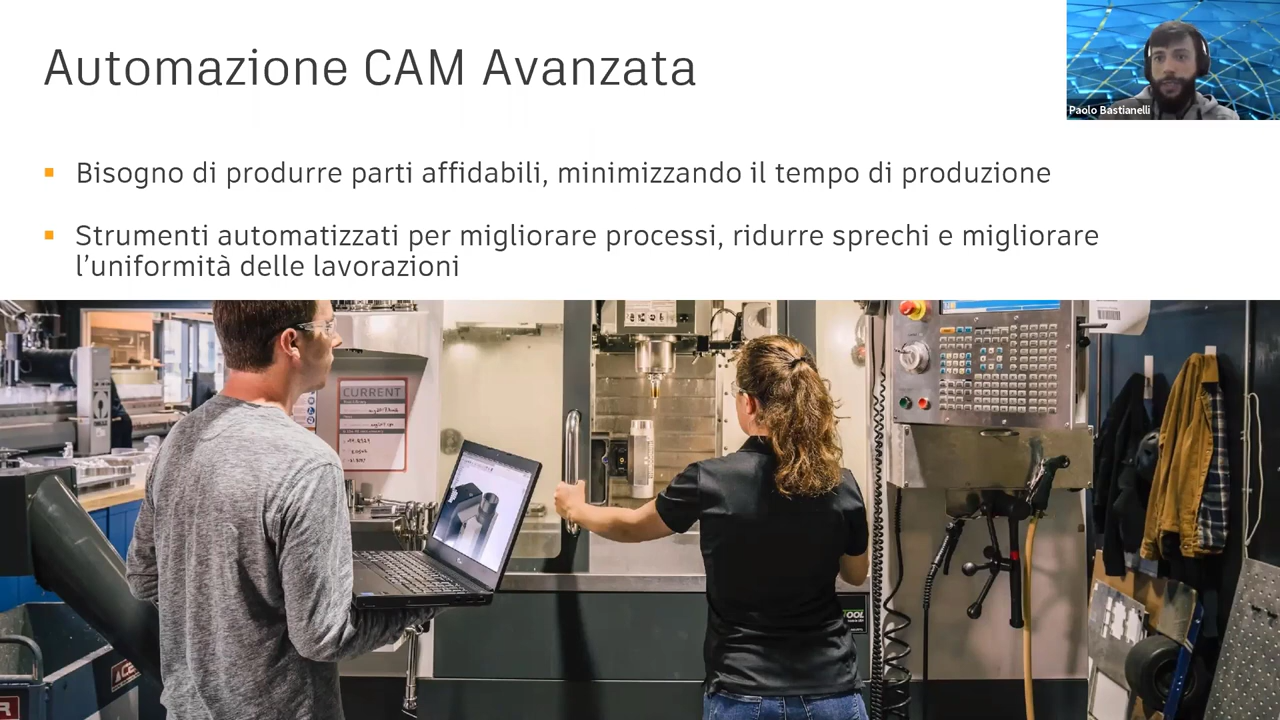 Automazione CAM Avanzata
Paolo Bastianelli
Bisogno di produrre parti affidabili, minimizzando il tempo di produzione
Strumenti automatizzati per migliorare processi, ridurre sprechi e migliorare
l’uniformità delle lavorazioni
CURRENT